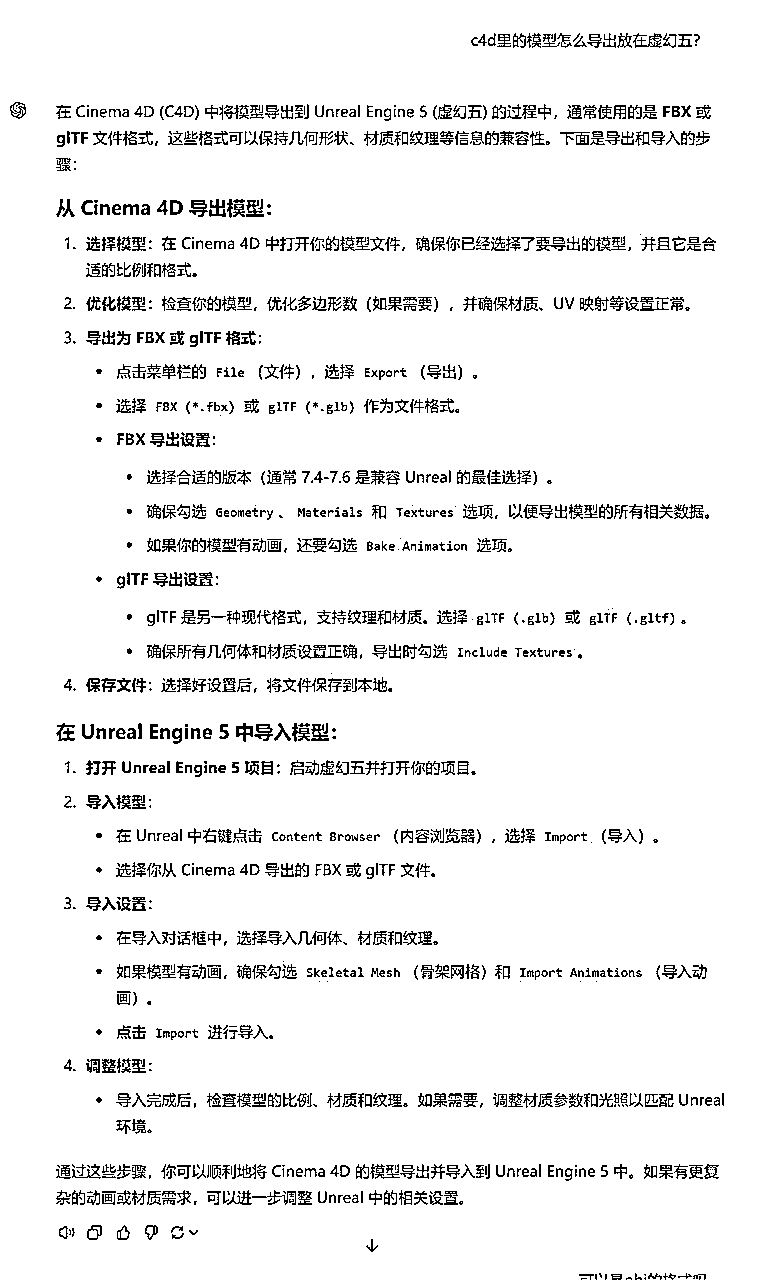 c4d里的模型怎么导出放在虚幻五？
在 Cinema 4D (C4D) 中将模型导出到 Unreal Engine 5 (虚幻五) 的过程中，通常使用的是 FBX 或
glTF 文件格式，这些格式可以保持几何形状、材质和纹理等信息的兼容性。下面是导出和导入的步
骤：
从 Cinema 4D 导出模型：
1. 选择模型：在 Cinema 4D 中打开你的模型文件，确保你已经选择了要导出的模型，并且它是合
适的比例和格式。
2. 优化模型：检查你的模型，优化多边形数（如果需要），并确保材质、UV 映射等设置正常。
3. 导出为 FBX 或 glTF 格式：
• 点击菜单栏的 File （文件），选择 Export （导出）。
• 选择 FBX (*.fbx) 或 glTF (*.glb) 作为文件格式。
• FBX 导出设置：
• 选择合适的版本（通常 7.4-7.6 是兼容 Unreal 的最佳选择）。
• 确保勾选 Geometry 、 Materials 和 Textures 选项，以便导出模型的所有相关数据。
• 如果你的模型有动画，还要勾选 Bake Animation 选项。
• glTF 导出设置：
• glTF 是另一种现代格式，支持纹理和材质。选择 glTF (.glb) 或 glTF (.gltf) 。
• 确保所有几何体和材质设置正确，导出时勾选 Include Textures 。
4. 保存文件：选择好设置后，将文件保存到本地。
在 Unreal Engine 5 中导入模型：
1. 打开 Unreal Engine 5 项目：启动虚幻五并打开你的项目。
2. 导入模型：
• 在 Unreal 中右键点击 Content Browser （内容浏览器），选择 Import （导入）。
• 选择你从 Cinema 4D 导出的 FBX 或 glTF 文件。
3. 导入设置：
• 在导入对话框中，选择导入几何体、材质和纹理。
• 如果模型有动画，确保勾选 Skeletal Mesh （骨架网格）和 Import Animations （导入动
画）。
• 点击 Import 进行导入。
4. 调整模型：
• 导入完成后，检查模型的比例、材质和纹理。如果需要，调整材质参数和光照以匹配 Unreal
环境。
通过这些步骤，你可以顺利地将 Cinema 4D 的模型导出并导入到 Unreal Engine 5 中。如果有更复
杂的动画或材质需求，可以进一步调整 Unreal 中的相关设置。